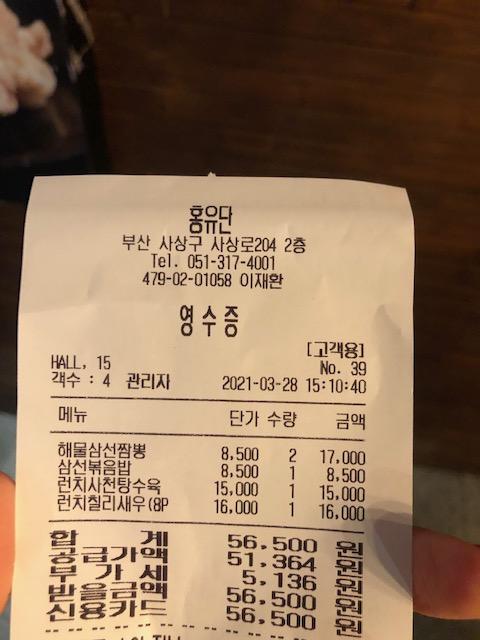 홍유단
부산 사상구 사상로204 2층
Tel. 051-317-4001
479-02-01058 이재환
영수증
[고객용]
HALL, 15 No. 39
객수 : 4 관리자 2021-03-28 15:10:40
메뉴 단가 수량 금액
해물삼선짬뽕 8,500 2 17,000
삼선볶음밥 8,500 1 8,500
런치사천탕수육 15,000 1 15,000
런치칠리새우(8P 16,000 1 16,000
합 계 56,500 원
공급가액 51,364 원
부 가 세 5,136 원
받을금액 56,500 원
신용카드 56,500 원